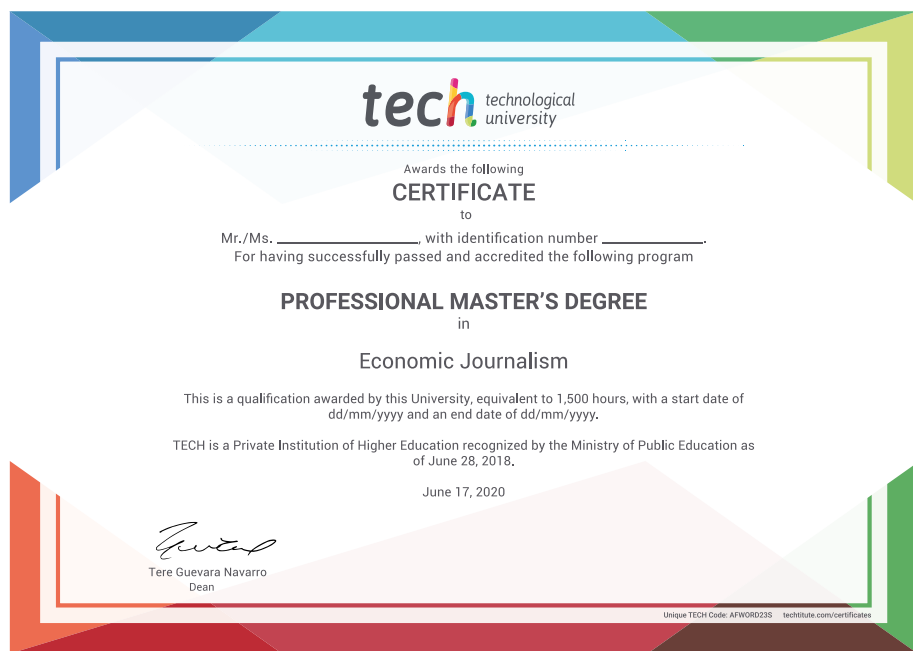 tech technological
university
Awards the following
CERTIFICATE
to
Mr./Ms. ________________, with identification number ____________.
For having successfully passed and accredited the following program
PROFESSIONAL MASTER'S DEGREE
in
Economic Journalism
This is a qualification awarded by this University, equivalent to 1,500 hours, with a start date of
dd/mm/yyyy and an end date of dd/mm/yyyy.
TECH is a Private Institution of Higher Education recognized by the Ministry of Public Education as
of June 28, 2018.
June 17, 2020
Tere Guevara Navarro
Dean
Unique TECH Code: AFWORD23S techtitute.com/certificates